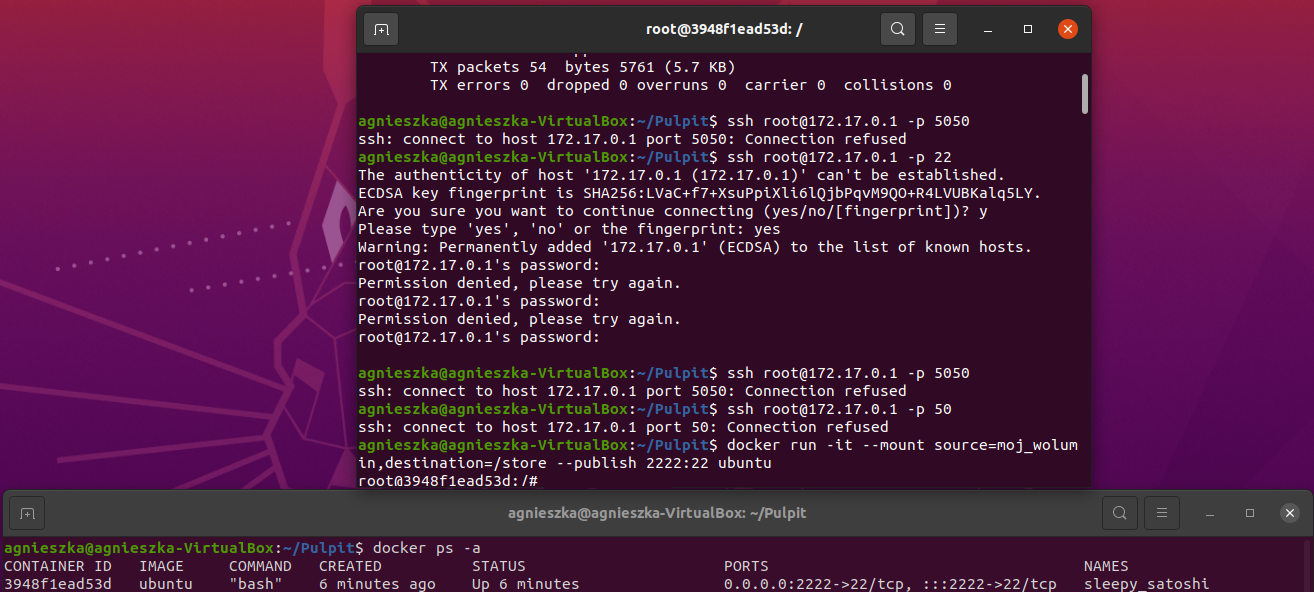 root@3948f1ead53d: /
TX packets 54  bytes 5761 (5.7 KB)
TX errors 0  dropped 0 overruns 0  carrier 0  collisions 0
agnieszka@agnieszka-VirtualBox:~/Pulpit$ ssh root@172.17.0.1 -p 5050
ssh: connect to host 172.17.0.1 port 5050: Connection refused
agnieszka@agnieszka-VirtualBox:~/Pulpit$ ssh root@172.17.0.1 -p 22
The authenticity of host '172.17.0.1 (172.17.0.1)' can't be established.
ECDSA key fingerprint is SHA256:LVaC+f7+XsuPpiXli6lQjbPqvM9QO+R4LVUBKalq5LY.
Are you sure you want to continue connecting (yes/no/[fingerprint])? y
Please type 'yes', 'no' or the fingerprint: yes
Warning: Permanently added '172.17.0.1' (ECDSA) to the list of known hosts.
root@172.17.0.1's password:
Permission denied, please try again.
root@172.17.0.1's password:
Permission denied, please try again.
root@172.17.0.1's password:
agnieszka@agnieszka-VirtualBox:~/Pulpit$ ssh root@172.17.0.1 -p 5050
ssh: connect to host 172.17.0.1 port 5050: Connection refused
agnieszka@agnieszka-VirtualBox:~/Pulpit$ ssh root@172.17.0.1 -p 50
ssh: connect to host 172.17.0.1 port 50: Connection refused
agnieszka@agnieszka-VirtualBox:~/Pulpit$ docker run -it --mount source=moj_wolum
in,destination=/store --publish 2222:22 ubuntu
root@3948f1ead53d:/#
agnieszka@agnieszka-VirtualBox: ~/Pulpit
agnieszka@agnieszka-VirtualBox:~/Pulpit$ docker ps -a
CONTAINER ID   IMAGE     COMMAND   CREATED         STATUS         PORTS                                   NAMES
3948f1ead53d   ubuntu    "bash"    6 minutes ago   Up 6 minutes   0.0.0.0:2222->22/tcp, :::2222->22/tcp   sleepy_satoshi